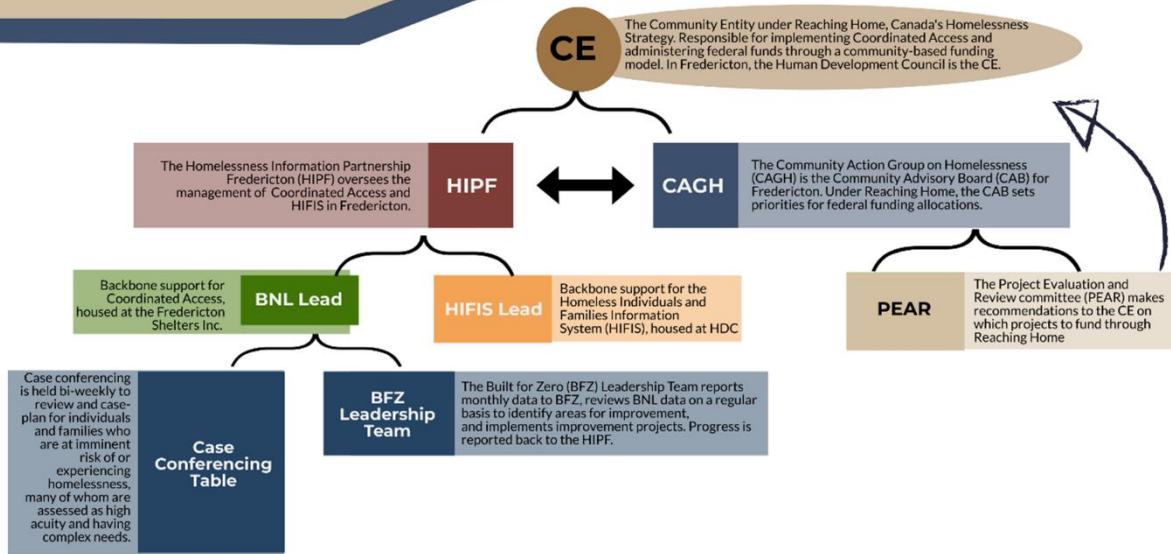 CE
The Community Entity under Reaching Home, Canada's Homelessness
Strategy. Responsible for implementing Coordinated Access and
administering federal funds through a community-based funding
model. In Fredericton, the Human Development Council is the CE.
The Homelessness Information Partnership
Fredericton (HIPF) oversees the
management of Coordinated Access and
HIFIS in Fredericton.
HIPF
CAGH
The Community Action Group on Homelessness
(CAGH) is the Community Advisory Board (CAB) for
Fredericton. Under Reaching Home, the CAB sets
priorities for federal funding allocations.
Backbone support for
Coordinated Access,
housed at the Fredericton
Shelters Inc.
BNL Lead
HIFIS Lead
Backbone support for the
Homeless Individuals and
Families Information
System (HIFIS), housed at HDC
PEAR
The Project Evaluation and
Review committee (PEAR) makes
recommendations to the CE on
which projects to fund through
Reaching Home
Case conferencing
is held bi-weekly to
review and case-
plan for individuals
and families who
are at imminent
risk of or
experiencing
homelessness,
many of whom are
assessed as high
acuity and having
complex needs.
Case
Conferencing
Table
BFZ
Leadership
Team
The Built for Zero (BFZ) Leadership Team reports
monthly data to BFZ, reviews BNL data on a regular
basis to identify areas for improvement,
and implements improvement projects. Progress is
reported back to the HIPF.